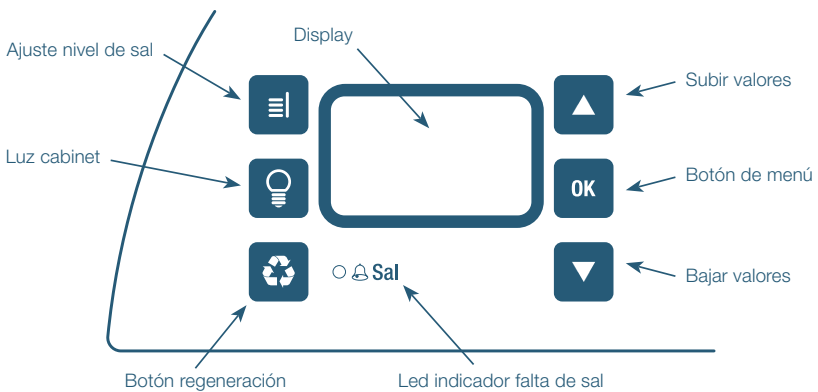 Display
Ajuste nivel de sal
Subir valores
Luz cabinet
Botón de menú
OK
Sal
Bajar valores
Botón regeneración
Led indicador falta de sal